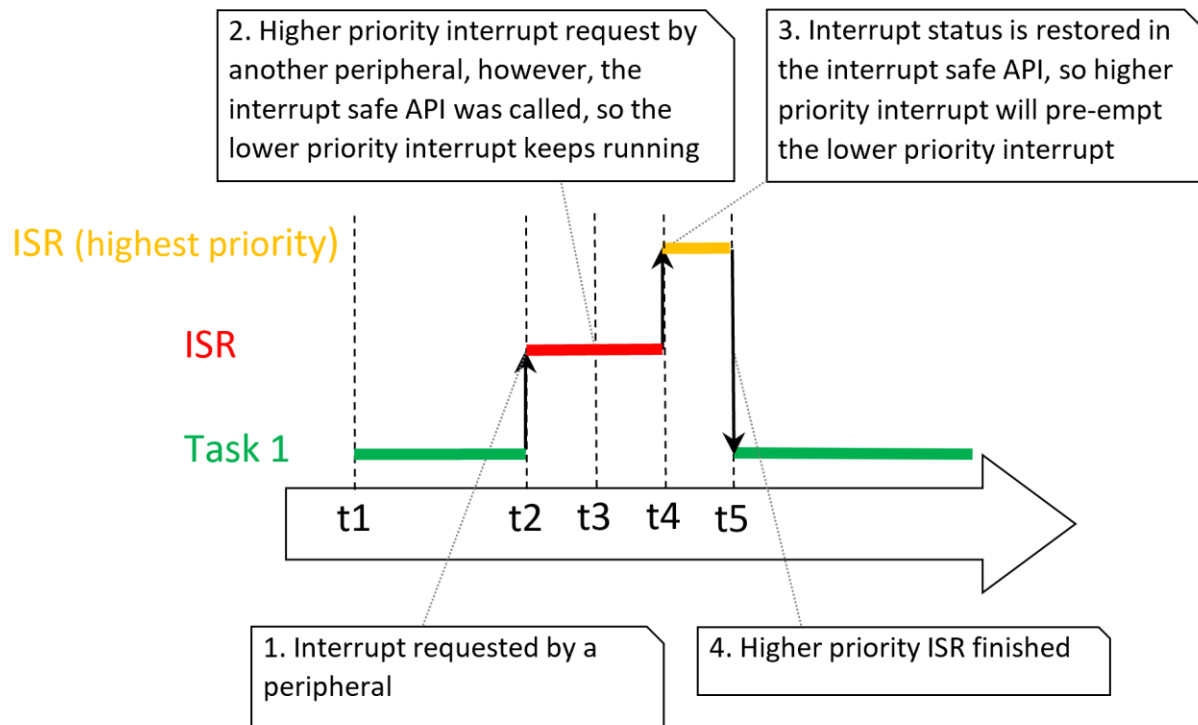 2. Higher priority interrupt request by
another peripheral, however, the
interrupt safe API was called, so the
lower priority interrupt keeps running
3. Interrupt status is restored in
the interrupt safe API, so higher
priority interrupt will pre-empt
the lower priority interrupt
ISR (highest priority)
ISR
Task 1
t1
t2
t3
t4
t5
1. Interrupt requested by a
peripheral
4. Higher priority ISR finished